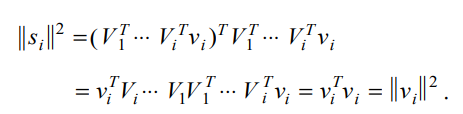 ‖s_i‖² =(V_1^T ⋯ V_i^T v_i)^T V_1^T ⋯ V_i^T v_i
= v_i^T V_i ⋯ V_1 V_1^T ⋯ V_i^T v_i = v_i^T v_i = ‖v_i‖² .